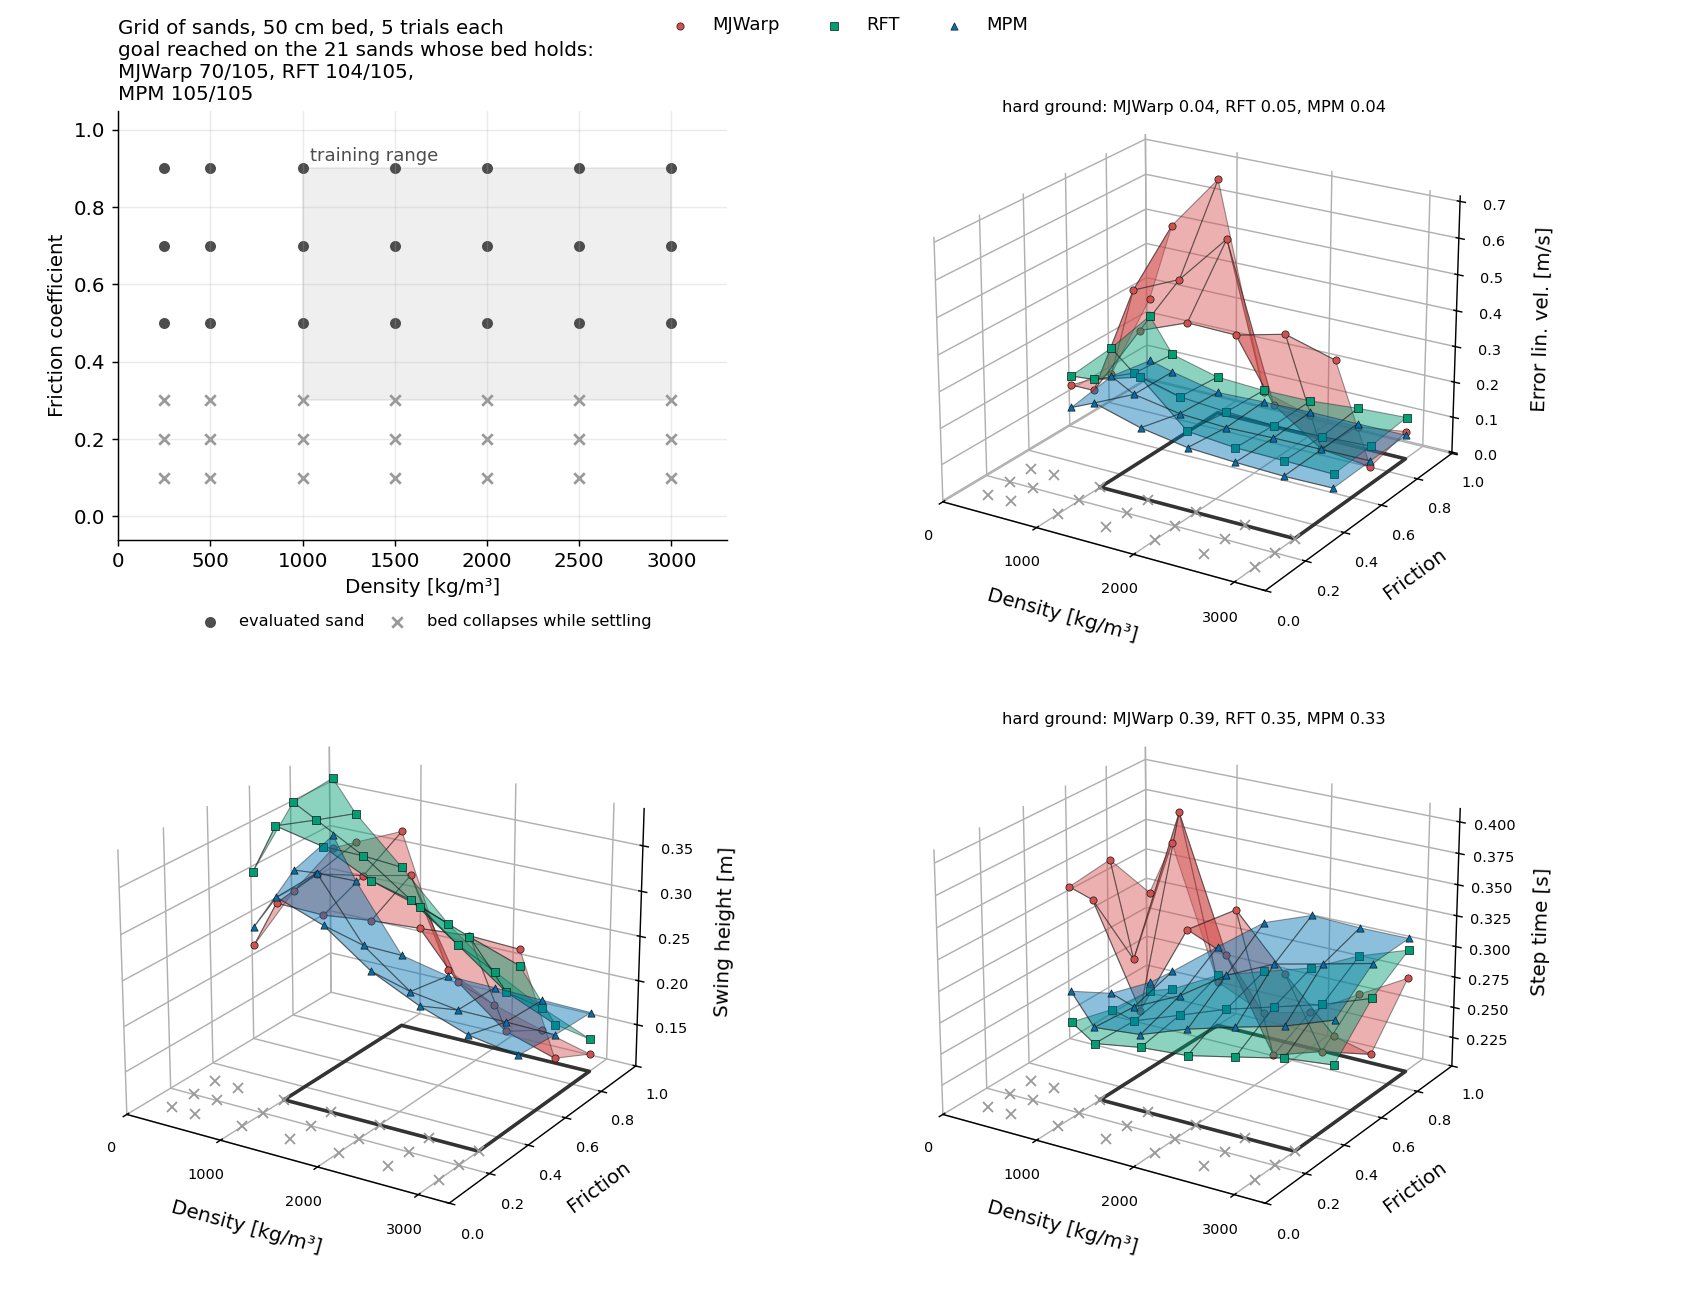 Grid of sands, 50 cm bed, 5 trials each
goal reached on the 21 sands whose bed holds:
MJWarp 70/105, RFT 104/105,
MPM 105/105
MJWarp RFT MPM
1.0
0.8
0.6
0.4
0.2
0.0
Friction coefficient
training range
0 500 1000 1500 2000 2500 3000
Density [kg/m³]
evaluated sand bed collapses while settling
hard ground: MJWarp 0.04, RFT 0.05, MPM 0.04
0.7
0.6
0.5
0.4
0.3
0.2
0.1
0.0
Error lin. vel. [m/s]
1.0
0.8
0.6
0.4
0.2
0.0
Friction
0
1000
2000
3000
Density [kg/m³]
0.35
0.30
0.25
0.20
0.15
Swing height [m]
1.0
0.8
0.6
0.4
0.2
0.0
Friction
0
1000
2000
3000
Density [kg/m³]
hard ground: MJWarp 0.39, RFT 0.35, MPM 0.33
0.400
0.375
0.350
0.325
0.300
0.275
0.250
0.225
Step time [s]
1.0
0.8
0.6
0.4
0.2
0.0
Friction
0
1000
2000
3000
Density [kg/m³]